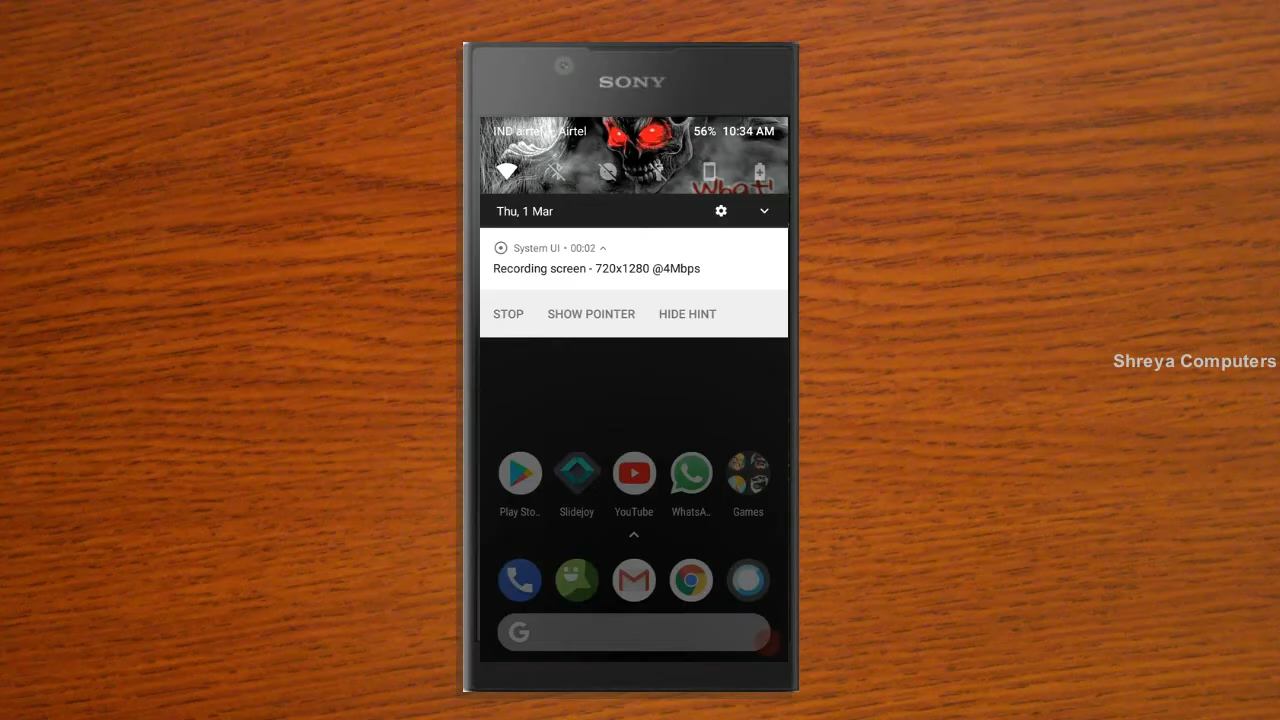 SONY
IND airtel - Airtel
56% 10:34 AM
What!
Thu, 1 Mar
System UI • 00:02
Recording screen - 720x1280 @4Mbps
STOP SHOW POINTER HIDE HINT
Shreya Computers
Play Sto.. Slidejoy YouTube WhatsA.. Games
G